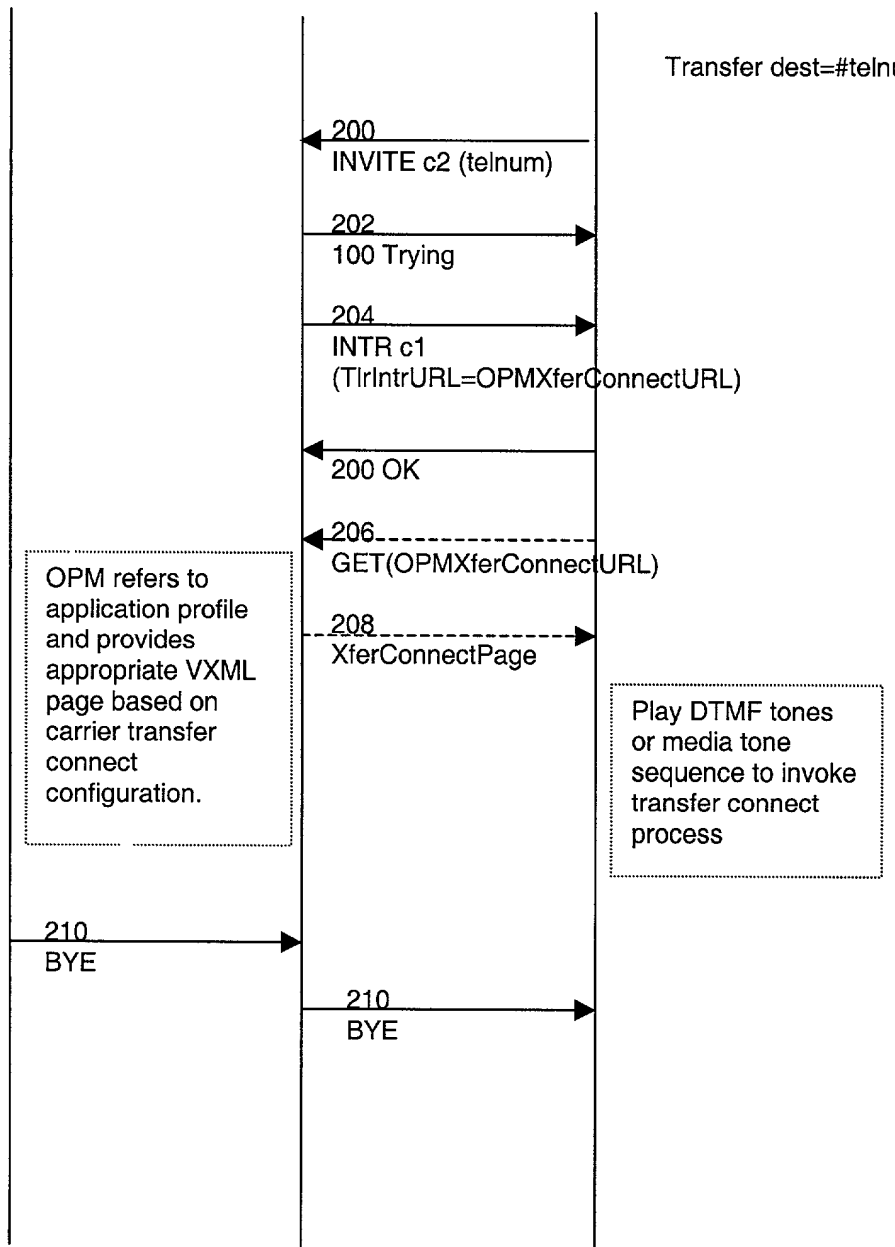 Transfer dest=#telnu
200
INVITE c2 (telnum)
202
100 Trying
204
INTR c1
(TlrIntrURL=OPMXferConnectURL)
200 OK
206
GET(OPMXferConnectURL)
OPM refers to
application profile
and provides
appropriate VXML
page based on
carrier transfer
connect
configuration.
208
XferConnectPage
Play DTMF tones
or media tone
sequence to invoke
transfer connect
process
210
BYE
210
BYE